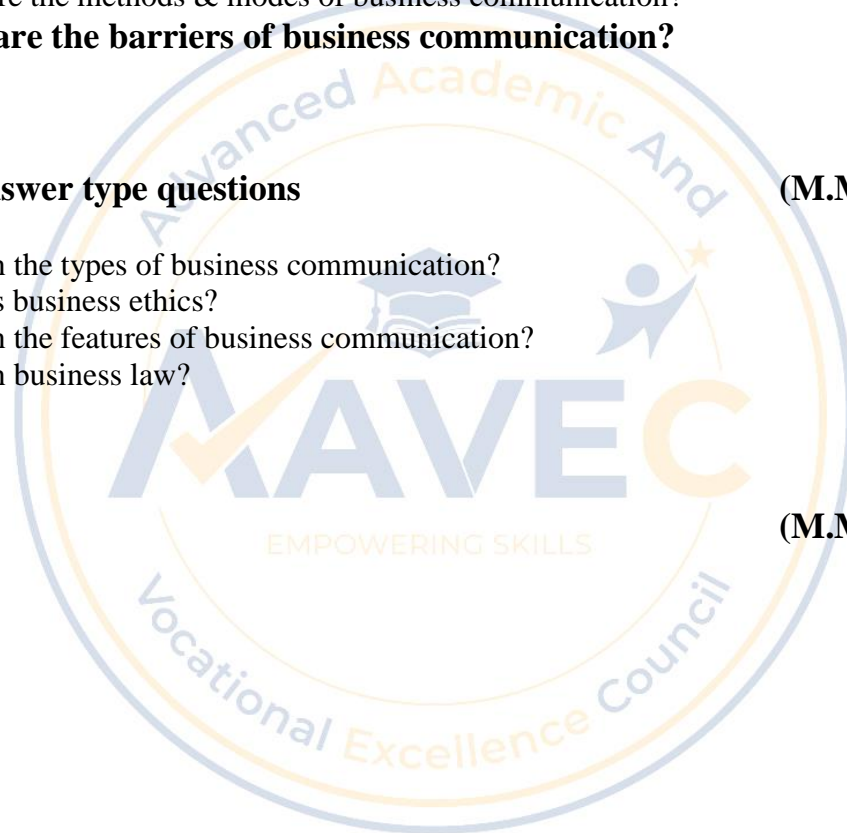 re the methods & modes of business communication?
are the barriers of business communication?
swer type questions (M.M
n the types of business communication?
s business ethics?
n the features of business communication?
n business law?
(M.M
Advanced Academic And
AAVEC
EMPOWERING SKILLS
Vocational Excellence Council